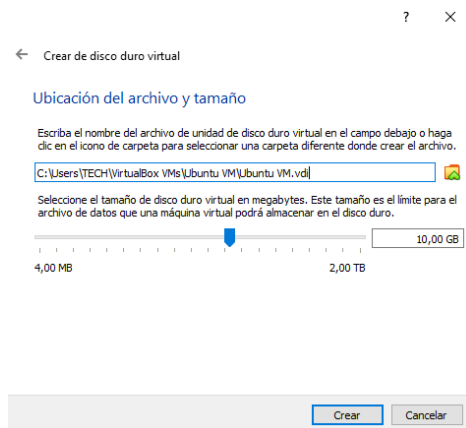 ?
Crear de disco duro virtual
Ubicación del archivo y tamaño
Escriba el nombre del archivo de unidad de disco duro virtual en el campo debajo o haga
clic en el icono de carpeta para seleccionar una carpeta diferente donde crear el archivo.
C:\Users\TECH\VirtualBox VMs\Ubuntu VM\Ubuntu VM.vdi
Seleccione el tamaño de disco duro virtual en megabytes. Este tamaño es el límite para el
archivo de datos que una máquina virtual podrá almacenar en el disco duro.
10,00 GB
4,00 MB 2,00 TB
Crear Cancelar